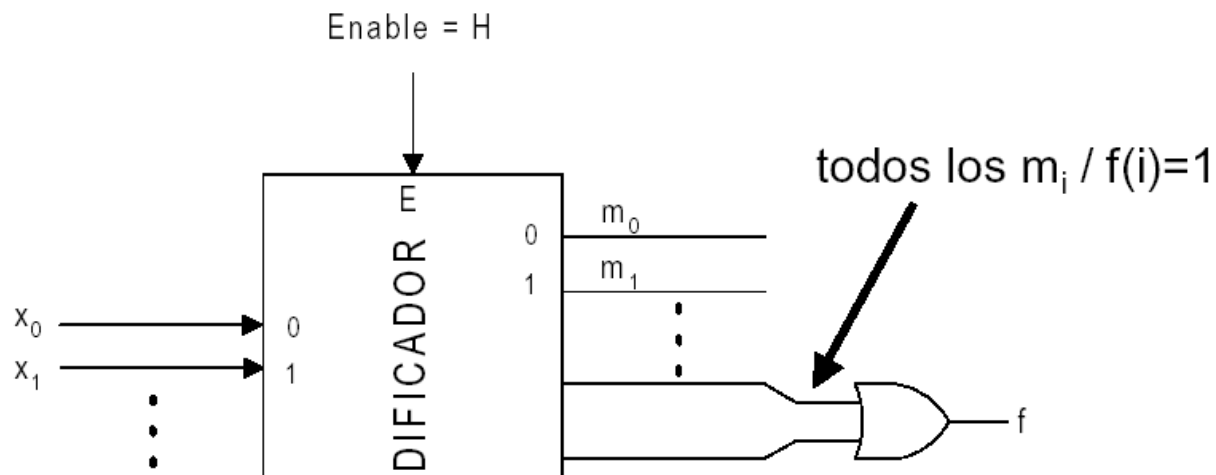 Enable = H
todos los mᵢ / f(i)=1
E
DIFICADOR
0
m₀
1
m₁
x₀
0
x₁
1
f